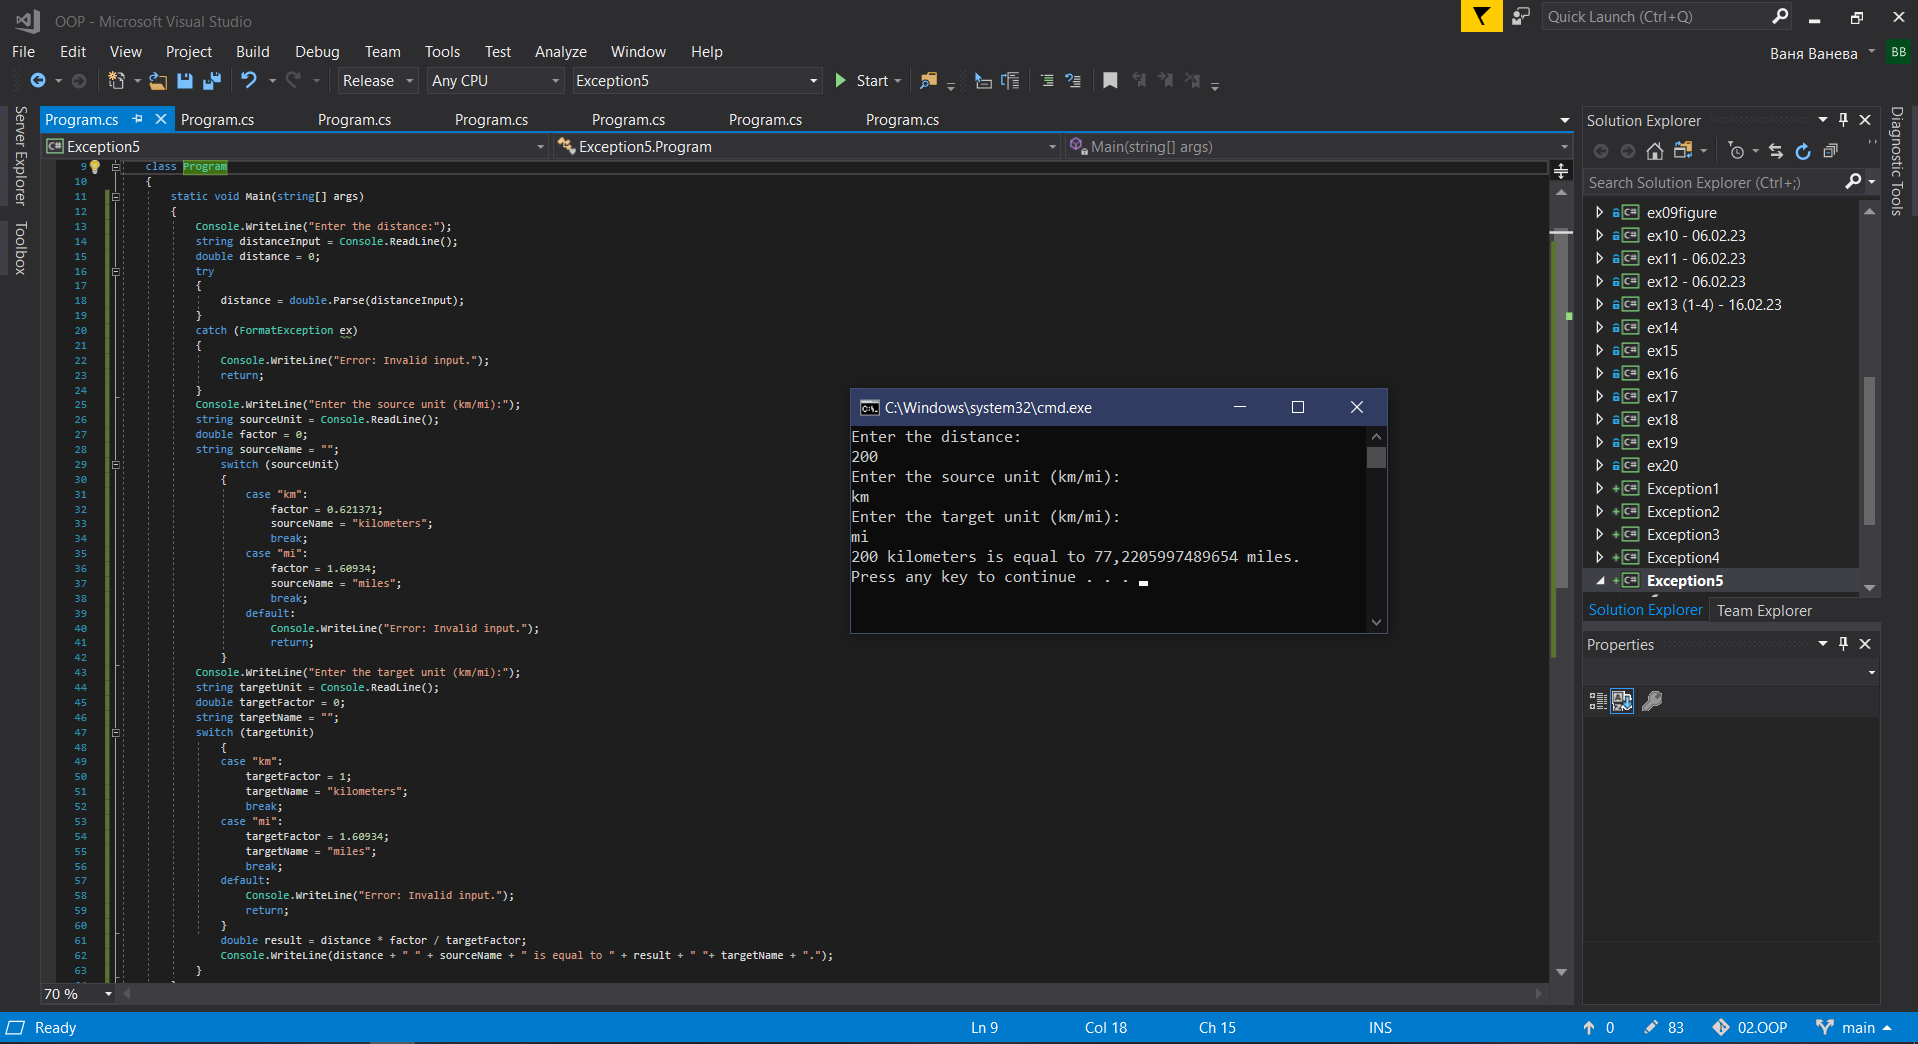 OOP - Microsoft Visual Studio
Quick Launch (Ctrl+Q)
File Edit View Project Build Debug Team Tools Test Analyze Window Help
Ваня Ванева
BB
Release Any CPU Exception5 Start
Server Explorer
Toolbox
Program.cs Program.cs Program.cs Program.cs Program.cs Program.cs Program.cs
Exception5 Exception5.Program Main(string[] args)
9 class Program
10 {
11 static void Main(string[] args)
12 {
13 Console.WriteLine("Enter the distance:");
14 string distanceInput = Console.ReadLine();
15 double distance = 0;
16 try
17 {
18 distance = double.Parse(distanceInput);
19 }
20 catch (FormatException ex)
21 {
22 Console.WriteLine("Error: Invalid input.");
23 return;
24 }
25 Console.WriteLine("Enter the source unit (km/mi):");
26 string sourceUnit = Console.ReadLine();
27 double factor = 0;
28 string sourceName = "";
29 switch (sourceUnit)
30 {
31 case "km":
32 factor = 0.621371;
33 sourceName = "kilometers";
34 break;
35 case "mi":
36 factor = 1.60934;
37 sourceName = "miles";
38 break;
39 default:
40 Console.WriteLine("Error: Invalid input.");
41 return;
42 }
43 Console.WriteLine("Enter the target unit (km/mi):");
44 string targetUnit = Console.ReadLine();
45 double targetFactor = 0;
46 string targetName = "";
47 switch (targetUnit)
48 {
49 case "km":
50 targetFactor = 1;
51 targetName = "kilometers";
52 break;
53 case "mi":
54 targetFactor = 1.60934;
55 targetName = "miles";
56 break;
57 default:
58 Console.WriteLine("Error: Invalid input.");
59 return;
60 }
61 double result = distance * factor / targetFactor;
62 Console.WriteLine(distance + " " + sourceName + " is equal to " + result + " "+ targetName + ".");
63 }
70 %
C:\Windows\system32\cmd.exe
Enter the distance:
200
Enter the source unit (km/mi):
km
Enter the target unit (km/mi):
mi
200 kilometers is equal to 77,2205997489654 miles.
Press any key to continue . . .
Solution Explorer
Search Solution Explorer (Ctrl+;)
C# ex09figure
C# ex10 - 06.02.23
C# ex11 - 06.02.23
C# ex12 - 06.02.23
C# ex13 (1-4) - 16.02.23
C# ex14
C# ex15
C# ex16
C# ex17
C# ex18
C# ex19
C# ex20
C# Exception1
C# Exception2
C# Exception3
C# Exception4
C# Exception5
Solution Explorer Team Explorer
Properties
Diagnostic Tools
Ready Ln 9 Col 18 Ch 15 INS 0 83 02.OOP main